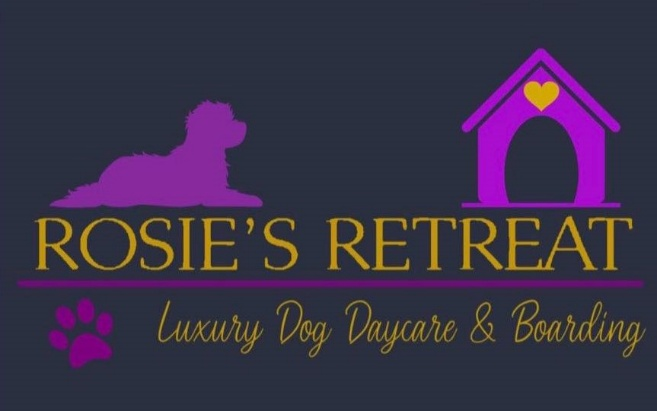 ROSIE'S RETREAT
Luxury Dog Daycare & Boarding